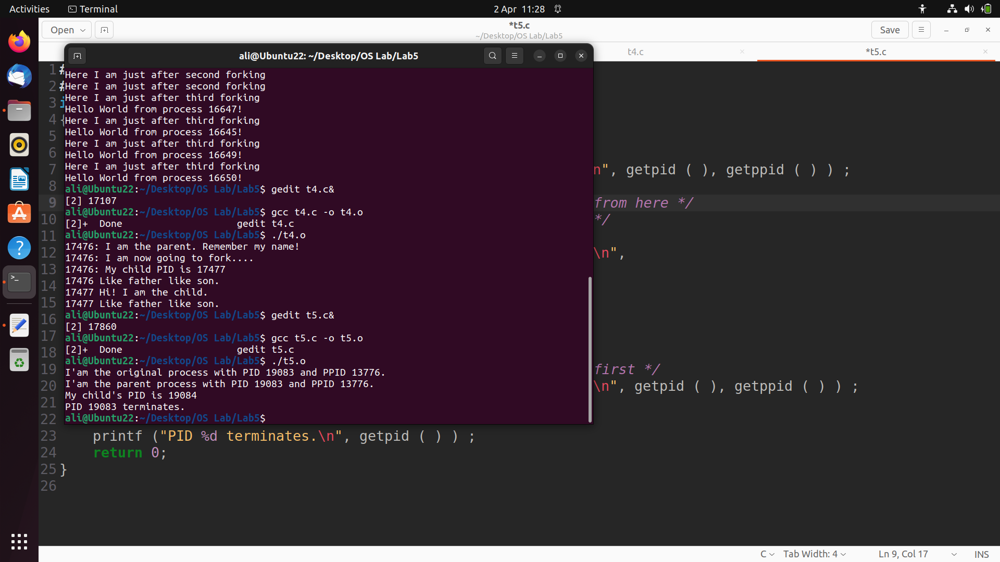 Activities
Terminal
2 Apr 11:28
Open
*t5.c
~/Desktop/OS Lab/Lab5
Save
t4.c
*t5.c
ali@Ubuntu22: ~/Desktop/OS Lab/Lab5
Here I am just after second forking
Here I am just after second forking
Here I am just after third forking
Hello World from process 16647!
Here I am just after third forking
Hello World from process 16645!
Here I am just after third forking
Hello World from process 16649!
Here I am just after third forking
Hello World from process 16650!
ali@Ubuntu22:~/Desktop/OS Lab/Lab5$ gedit t4.c&
[2] 17107
ali@Ubuntu22:~/Desktop/OS Lab/Lab5$ gcc t4.c -o t4.o
[2]+  Done                    gedit t4.c
ali@Ubuntu22:~/Desktop/OS Lab/Lab5$ ./t4.o
17476: I am the parent. Remember my name!
17476: I am now going to fork....
17476: My child PID is 17477
17476 Like father like son.
17477 Hi! I am the child.
17477 Like father like son.
ali@Ubuntu22:~/Desktop/OS Lab/Lab5$ gedit t5.c&
[2] 17860
ali@Ubuntu22:~/Desktop/OS Lab/Lab5$ gcc t5.c -o t5.o
[2]+  Done                    gedit t5.c
ali@Ubuntu22:~/Desktop/OS Lab/Lab5$ ./t5.o
I'am the original process with PID 19083 and PPID 13776.
I'am the parent process with PID 19083 and PPID 13776.
My child's PID is 19084
PID 19083 terminates.
ali@Ubuntu22:~/Desktop/OS Lab/Lab5$
1 #
2 #
3 i
4 {
5
6
7 n", getpid ( ), getppid ( ) ) ;
8
9 from here */
10 */
11
12 \n",
13
14
15
16
17
18
19 first */
20 \n", getpid ( ), getppid ( ) ) ;
21
22
23 printf ("PID %d terminates.\n", getpid ( ) ) ;
24 return 0;
25 }
26
C
Tab Width: 4
Ln 9, Col 17
INS